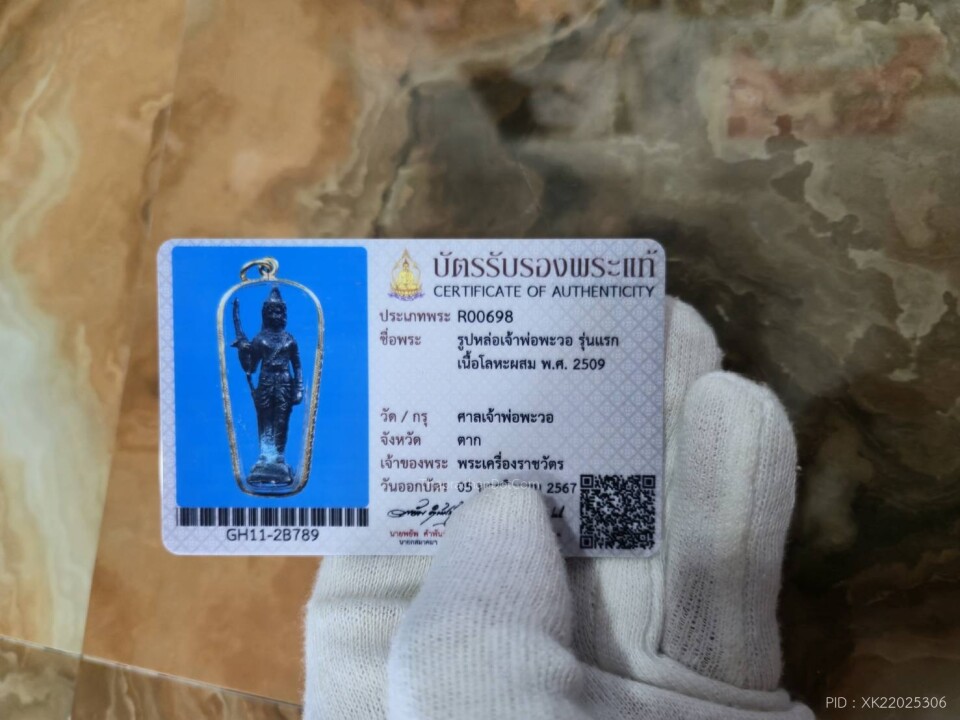 บัตรรับรองพระแท้
CERTIFICATE OF AUTHENTICITY
ประเภทพระ R00698
ชื่อพระ รูปหล่อเจ้าพ่อพะวอ รุ่นแรก
เนื้อโลหะผสม พ.ศ. 2509
วัด / กรุ ศาลเจ้าพ่อพะวอ
จังหวัด ตาก
เจ้าของพระ พระเครื่องราชวัตร
วันออกบัตร 05 2567
GH11-2B789
PID : XK22025306